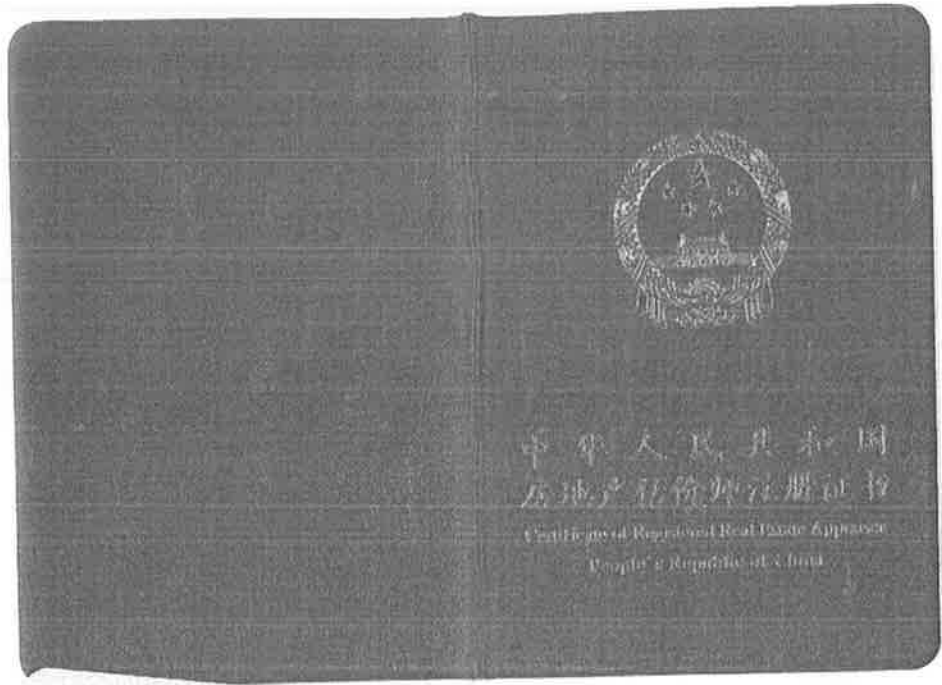 中华人民共和国
房地产估价师注册证书
Certificate of Registered Real Estate Appraiser
People's Republic of China